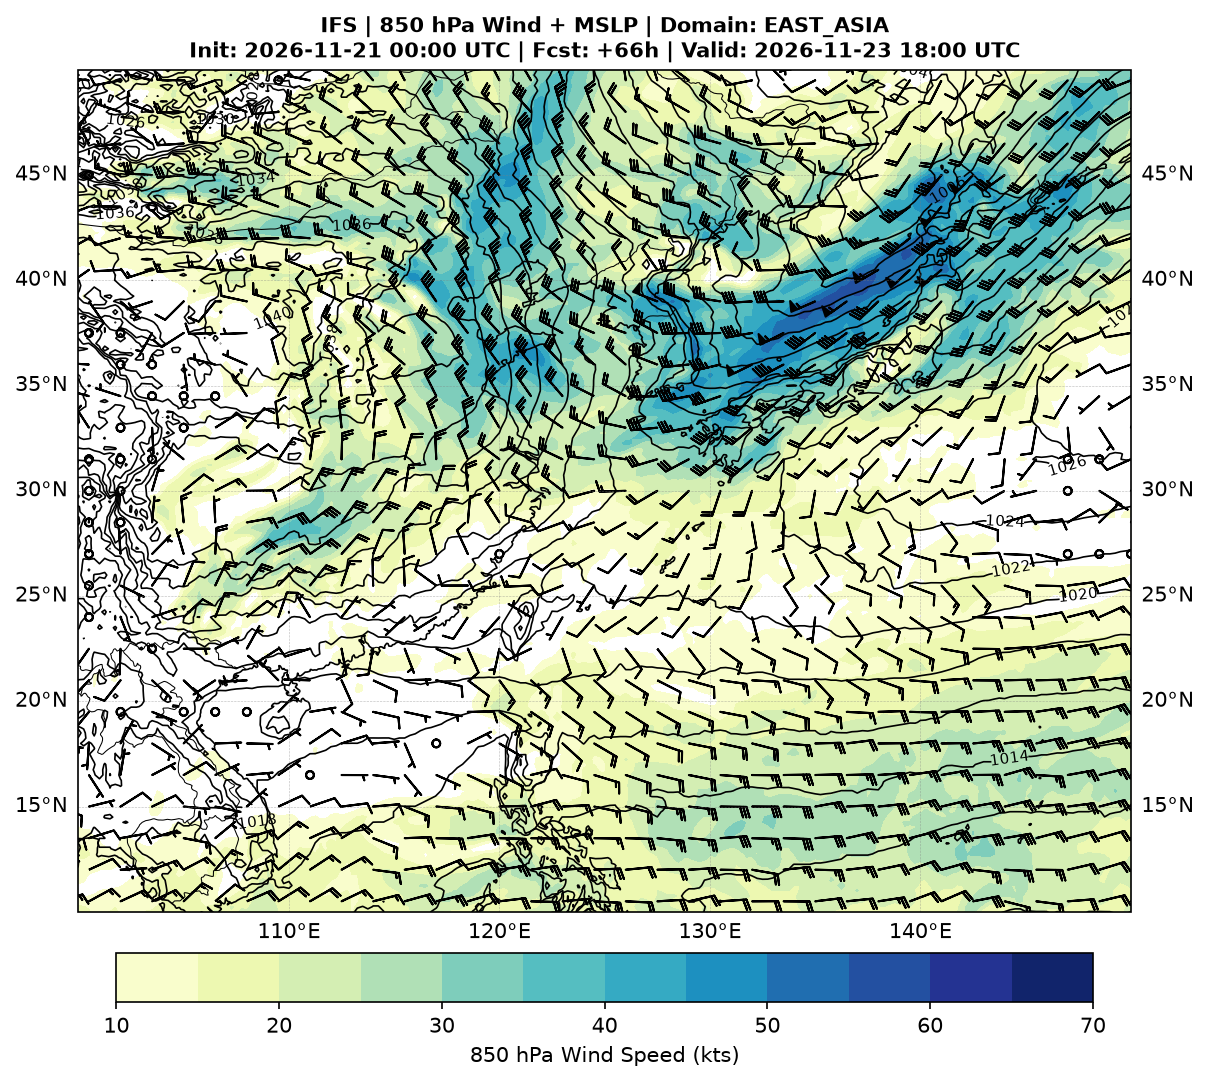 IFS | 850 hPa Wind + MSLP | Domain: EAST_ASIA
Init: 2026-11-21 00:00 UTC | Fcst: +66h | Valid: 2026-11-23 18:00 UTC
45°N
45°N
40°N
40°N
35°N
35°N
30°N
30°N
25°N
25°N
20°N
20°N
15°N
15°N
1034
1036
1036
1040
1026
1024
1022
1020
1014
1018
110°E
120°E
130°E
140°E
10
20
30
40
50
60
70
850 hPa Wind Speed (kts)